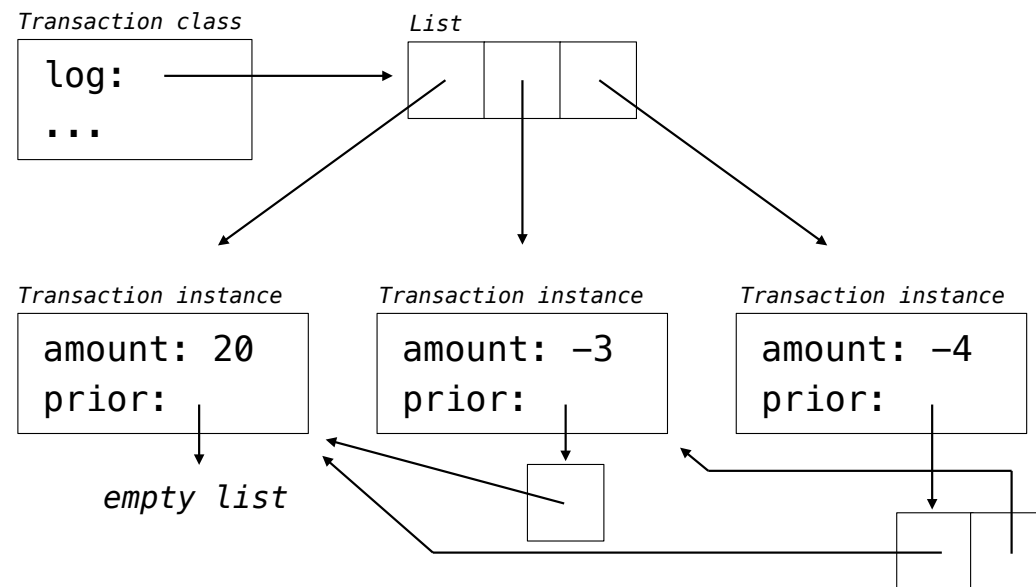 Transaction class
log:
...
List
Transaction instance
amount: 20
prior:
empty list
Transaction instance
amount: −3
prior:
Transaction instance
amount: −4
prior: